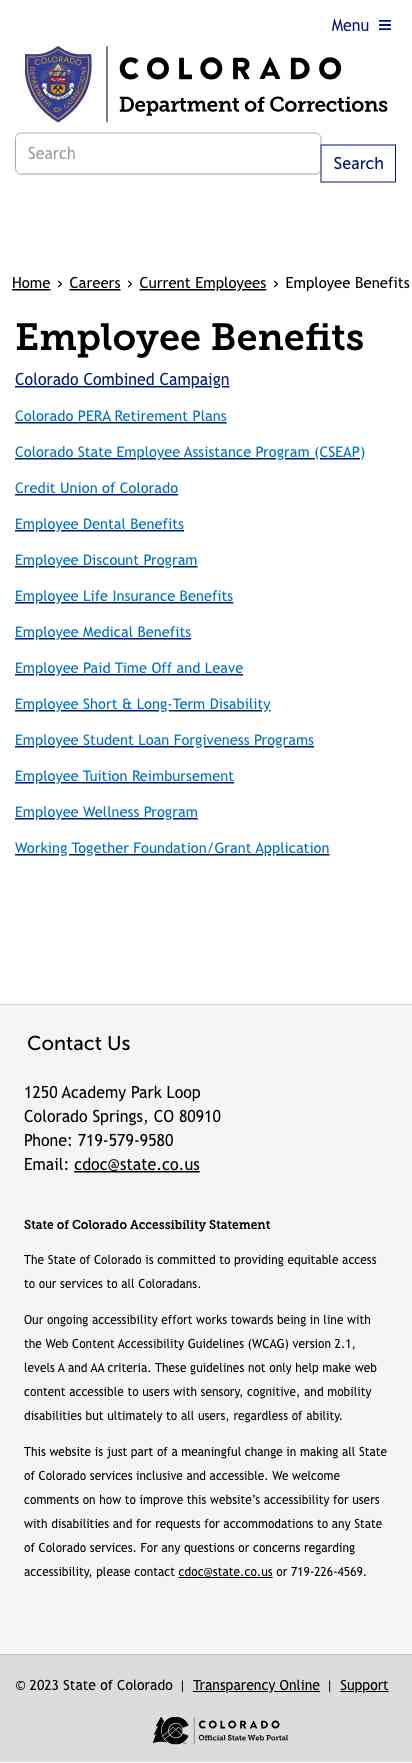 Menu
COLORADO
COLORADO
Department of Corrections
Search
Search
Home › Careers › Current Employees › Employee Benefits
Employee Benefits
Colorado Combined Campaign
Colorado PERA Retirement Plans
Colorado State Employee Assistance Program (CSEAP)
Credit Union of Colorado
Employee Dental Benefits
Employee Discount Program
Employee Life Insurance Benefits
Employee Medical Benefits
Employee Paid Time Off and Leave
Employee Short & Long-Term Disability
Employee Student Loan Forgiveness Programs
Employee Tuition Reimbursement
Employee Wellness Program
Working Together Foundation/Grant Application
Contact Us
1250 Academy Park Loop
Colorado Springs, CO 80910
Phone: 719-579-9580
Email: cdoc@state.co.us
State of Colorado Accessibility Statement
The State of Colorado is committed to providing equitable access
to our services to all Coloradans.
Our ongoing accessibility effort works towards being in line with
the Web Content Accessibility Guidelines (WCAG) version 2.1,
levels A and AA criteria. These guidelines not only help make web
content accessible to users with sensory, cognitive, and mobility
disabilities but ultimately to all users, regardless of ability.
This website is just part of a meaningful change in making all State
of Colorado services inclusive and accessible. We welcome
comments on how to improve this website's accessibility for users
with disabilities and for requests for accommodations to any State
of Colorado services. For any questions or concerns regarding
accessibility, please contact cdoc@state.co.us or 719-226-4569.
© 2023 State of Colorado | Transparency Online | Support
COLORADO
Official State Web Portal